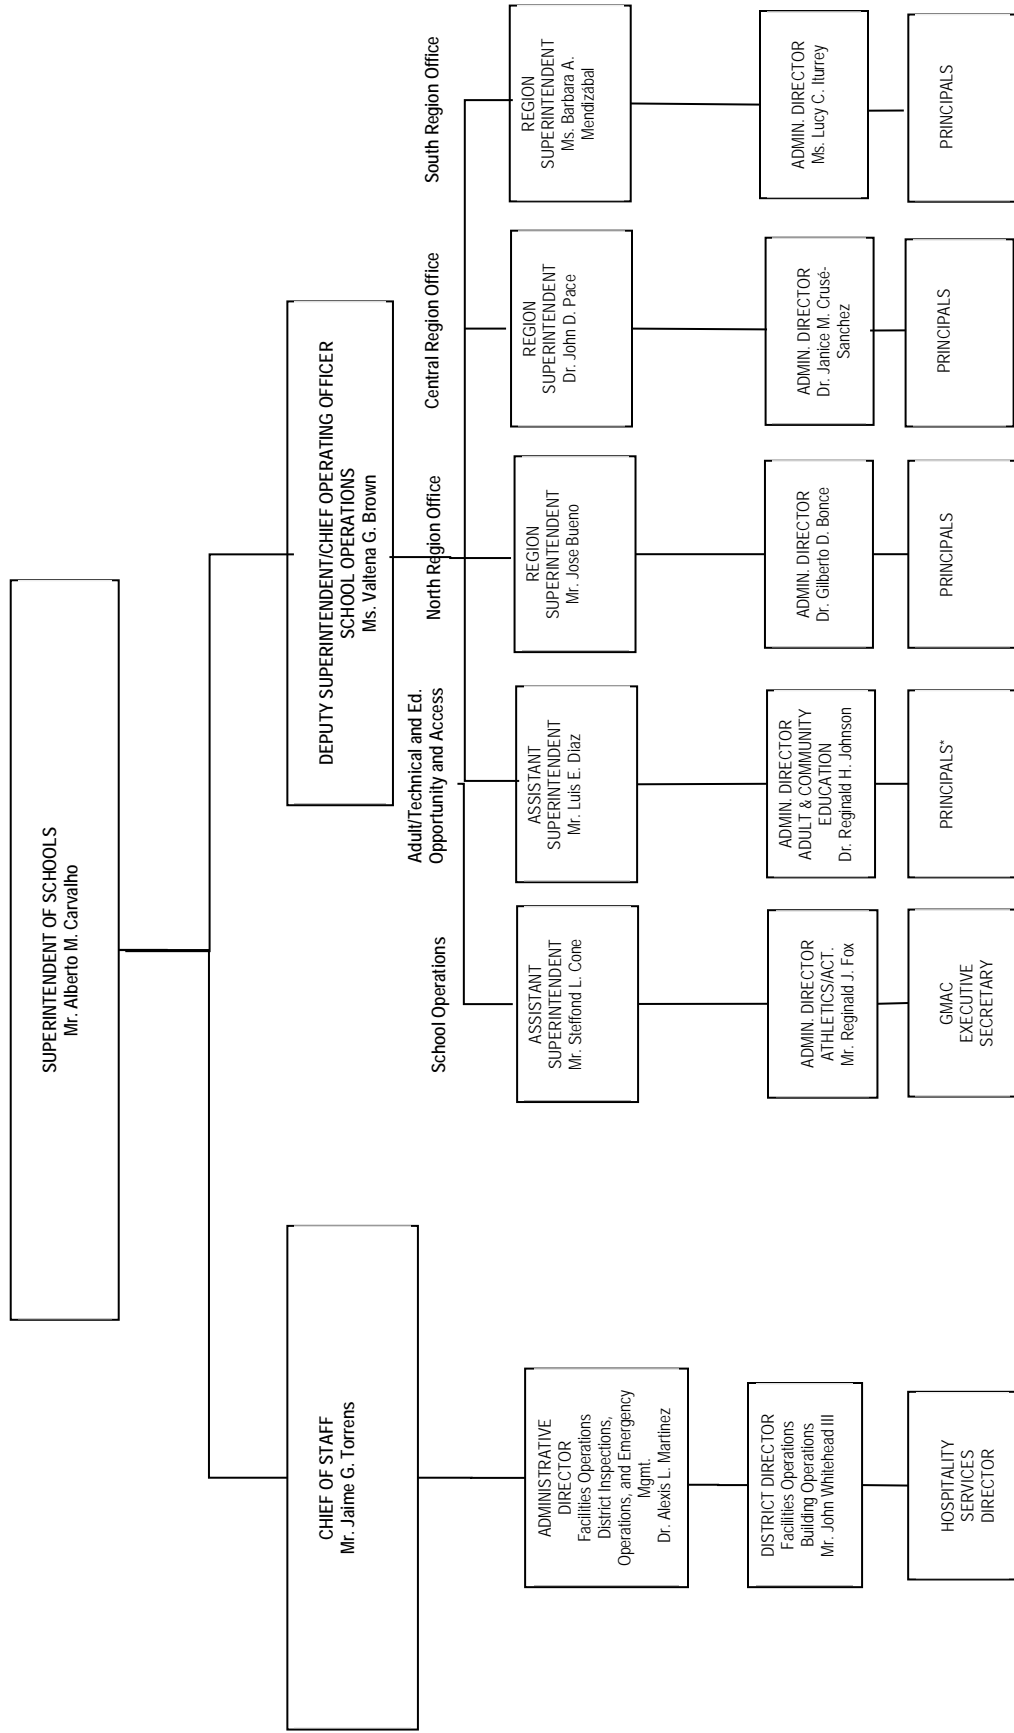 SUPERINTENDENT OF SCHOOLS
Mr. Alberto M. Carvalho
CHIEF OF STAFF
Mr. Jaime G. Torrens
DEPUTY SUPERINTENDENT/CHIEF OPERATING OFFICER
SCHOOL OPERATIONS
Ms. Valtena G. Brown
School Operations
Adult/Technical and Ed.
Opportunity and Access
North Region Office
Central Region Office
South Region Office
ADMINISTRATIVE
DIRECTOR
Facilities Operations
District Inspections,
Operations, and Emergency
Mgmt.
Dr. Alexis L. Martinez
ASSISTANT
SUPERINTENDENT
Mr. Steffond L. Cone
ASSISTANT
SUPERINTENDENT
Mr. Luis E. Diaz
REGION
SUPERINTENDENT
Mr. Jose Bueno
REGION
SUPERINTENDENT
Dr. John D. Pace
REGION
SUPERINTENDENT
Ms. Barbara A.
Mendizábal
DISTRICT DIRECTOR
Facilities Operations
Building Operations
Mr. John Whitehead III
ADMIN. DIRECTOR
ATHLETICS/ACT.
Mr. Reginald J. Fox
ADMIN. DIRECTOR
ADULT & COMMUNITY
EDUCATION
Dr. Reginald H. Johnson
ADMIN. DIRECTOR
Dr. Gilberto D. Bonce
ADMIN. DIRECTOR
Dr. Janice M. Crusé-
Sanchez
ADMIN. DIRECTOR
Ms. Lucy C. Iturrey
HOSPITALITY
SERVICES
DIRECTOR
GMAC
EXECUTIVE
SECRETARY
PRINCIPALS*
PRINCIPALS
PRINCIPALS
PRINCIPALS